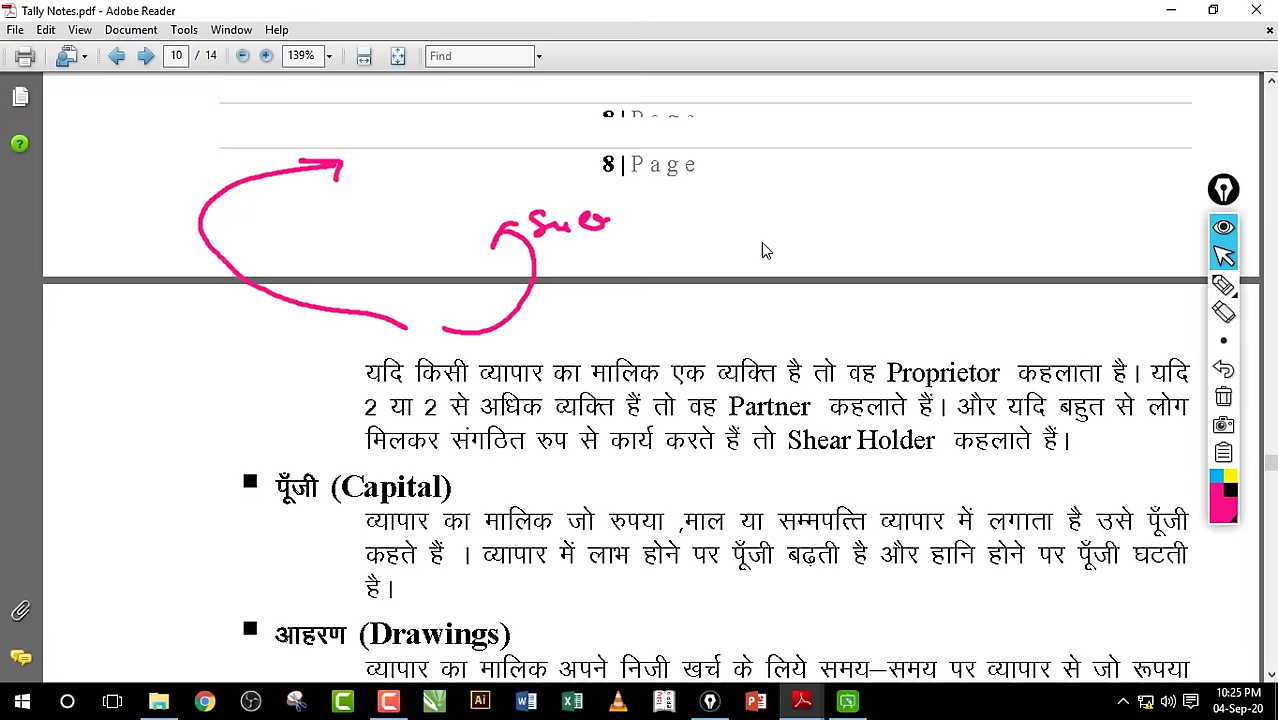 Tally Notes.pdf - Adobe Reader
File Edit View Document Tools Window Help
10 / 14 139% Find
8 | P a g e
8 | P a g e
यदि किसी व्यापार का मालिक एक व्यक्ति है तो वह Proprietor कहलाता है। यदि
2 या 2 से अधिक व्यक्ति हैं तो वह Partner कहलाते हैं। और यदि बहुत से लोग
मिलकर संगठित रुप से कार्य करते हैं तो Shear Holder कहलाते हैं।
■ पूँजी (Capital)
व्यापार का मालिक जो रुपया ,माल या सम्पत्ति व्यापार में लगाता है उसे पूँजी
कहते हैं । व्यापार में लाभ होने पर पूँजी बढ़ती है और हानि होने पर पूँजी घटती
है।
■ आहरण (Drawings)
व्यापार का मालिक अपने निजी खर्च के लिये समय–समय पर व्यापार से जो रूपया
10:25 PM
04-Sep-20